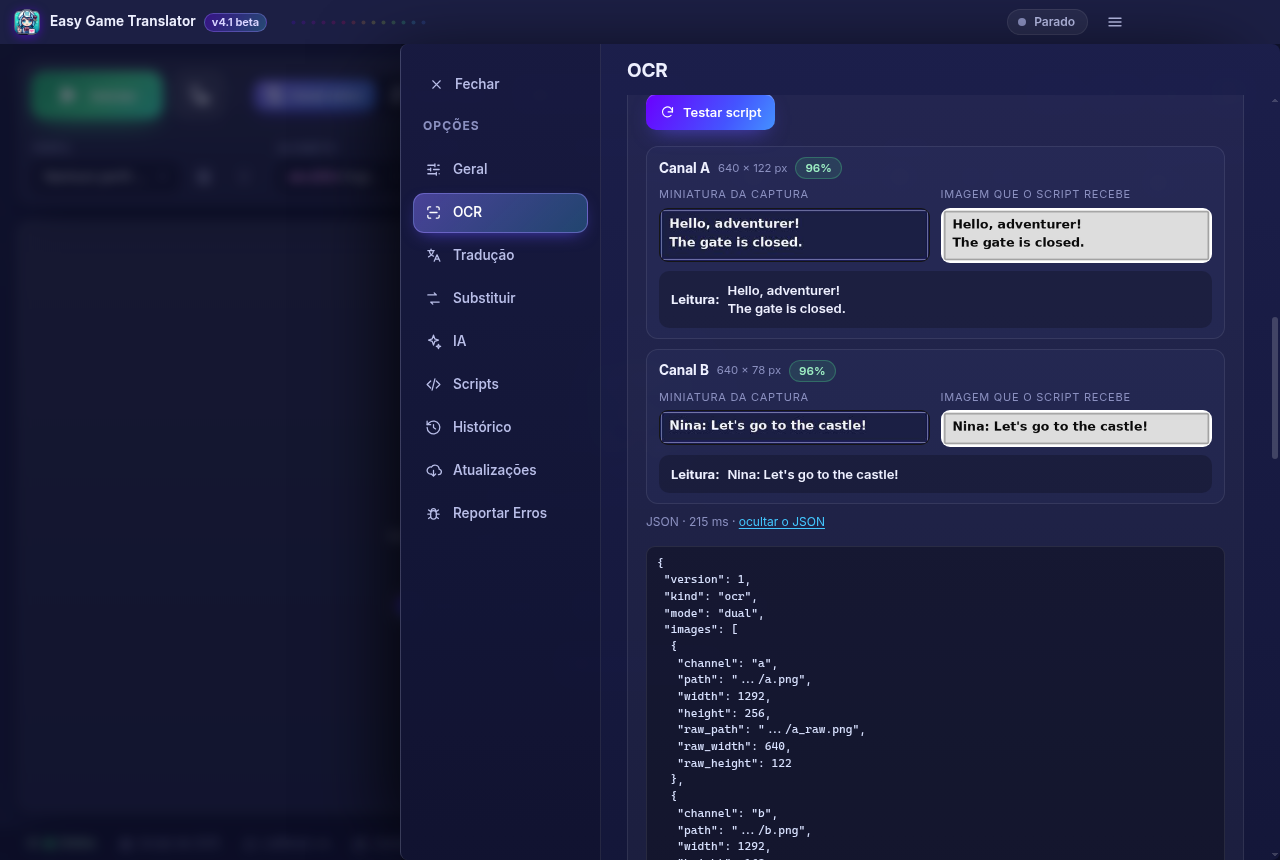 Easy Game Translator
v4.1 beta
Parado
Fechar
OPÇÕES
Geral
OCR
Tradução
Substituir
IA
Scripts
Histórico
Atualizações
Reportar Erros
OCR
Testar script
Canal A 640 × 122 px 96%
MINIATURA DA CAPTURA
Hello, adventurer!
The gate is closed.
IMAGEM QUE O SCRIPT RECEBE
Hello, adventurer!
The gate is closed.
Leitura: Hello, adventurer!
The gate is closed.
Canal B 640 × 78 px 96%
MINIATURA DA CAPTURA
Nina: Let's go to the castle!
IMAGEM QUE O SCRIPT RECEBE
Nina: Let's go to the castle!
Leitura: Nina: Let's go to the castle!
JSON · 215 ms · ocultar o JSON
{
"version": 1,
"kind": "ocr",
"mode": "dual",
"images": [
{
"channel": "a",
"path": "../a.png",
"width": 1292,
"height": 256,
"raw_path": "../a_raw.png",
"raw_width": 640,
"raw_height": 122
},
{
"channel": "b",
"path": "../b.png",
"width": 1292,